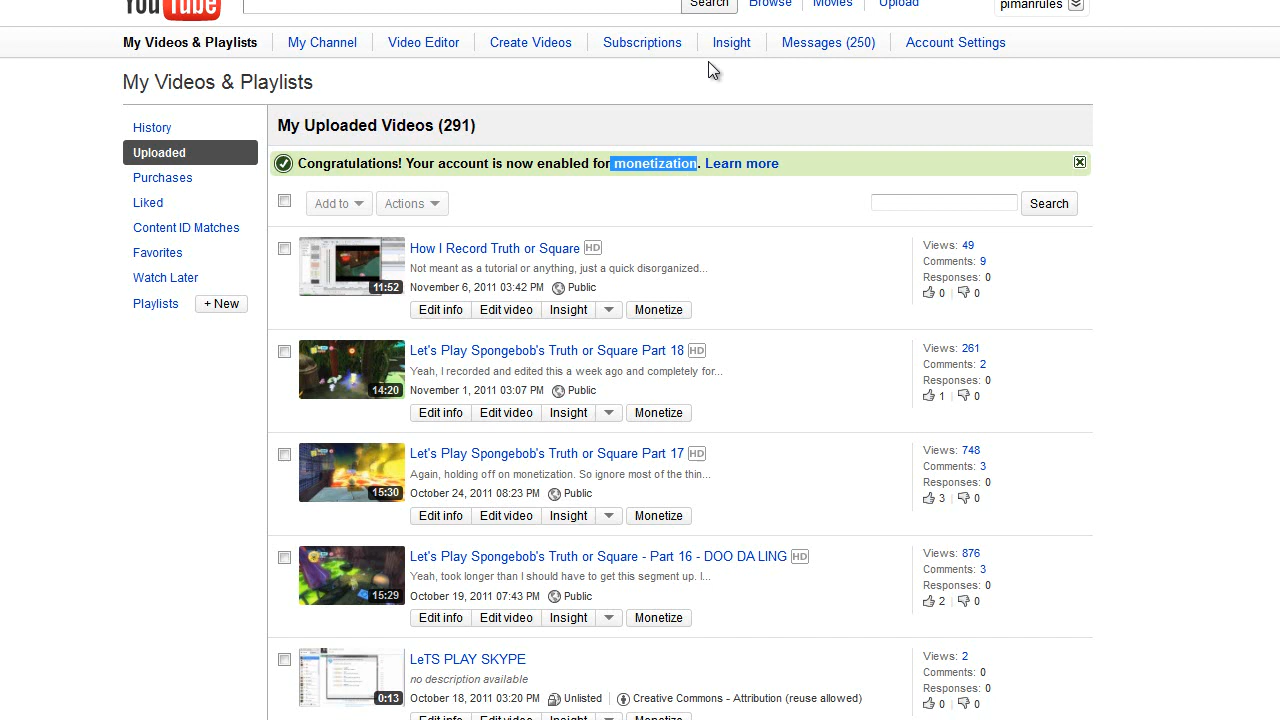 YouTube Search Browse Movies Upload pimanrules
My Videos & Playlists My Channel Video Editor Create Videos Subscriptions Insight Messages (250) Account Settings
My Videos & Playlists
History
Uploaded
Purchases
Liked
Content ID Matches
Favorites
Watch Later
Playlists + New
My Uploaded Videos (291)
Congratulations! Your account is now enabled for monetization. Learn more
Add to Actions Search
How I Record Truth or Square HD
Not meant as a tutorial or anything, just a quick disorganized...
November 6, 2011 03:42 PM Public
11:52
Edit info Edit video Insight Monetize
Views: 49
Comments: 9
Responses: 0
0 0
Let's Play Spongebob's Truth or Square Part 18 HD
Yeah, I recorded and edited this a week ago and completely for...
November 1, 2011 03:07 PM Public
14:20
Edit info Edit video Insight Monetize
Views: 261
Comments: 2
Responses: 0
1 0
Let's Play Spongebob's Truth or Square Part 17 HD
Again, holding off on monetization. So ignore most of the thin...
October 24, 2011 08:23 PM Public
15:30
Edit info Edit video Insight Monetize
Views: 748
Comments: 3
Responses: 0
3 0
Let's Play Spongebob's Truth or Square - Part 16 - DOO DA LING HD
Yeah, took longer than I should have to get this segment up. I...
October 19, 2011 07:43 PM Public
15:29
Edit info Edit video Insight Monetize
Views: 876
Comments: 3
Responses: 0
2 0
LeTS PLAY SKYPE
no description available
October 18, 2011 03:20 PM Unlisted Creative Commons - Attribution (reuse allowed)
0:13
Edit info Edit video Insight Monetize
Views: 2
Comments: 0
Responses: 0
0 0